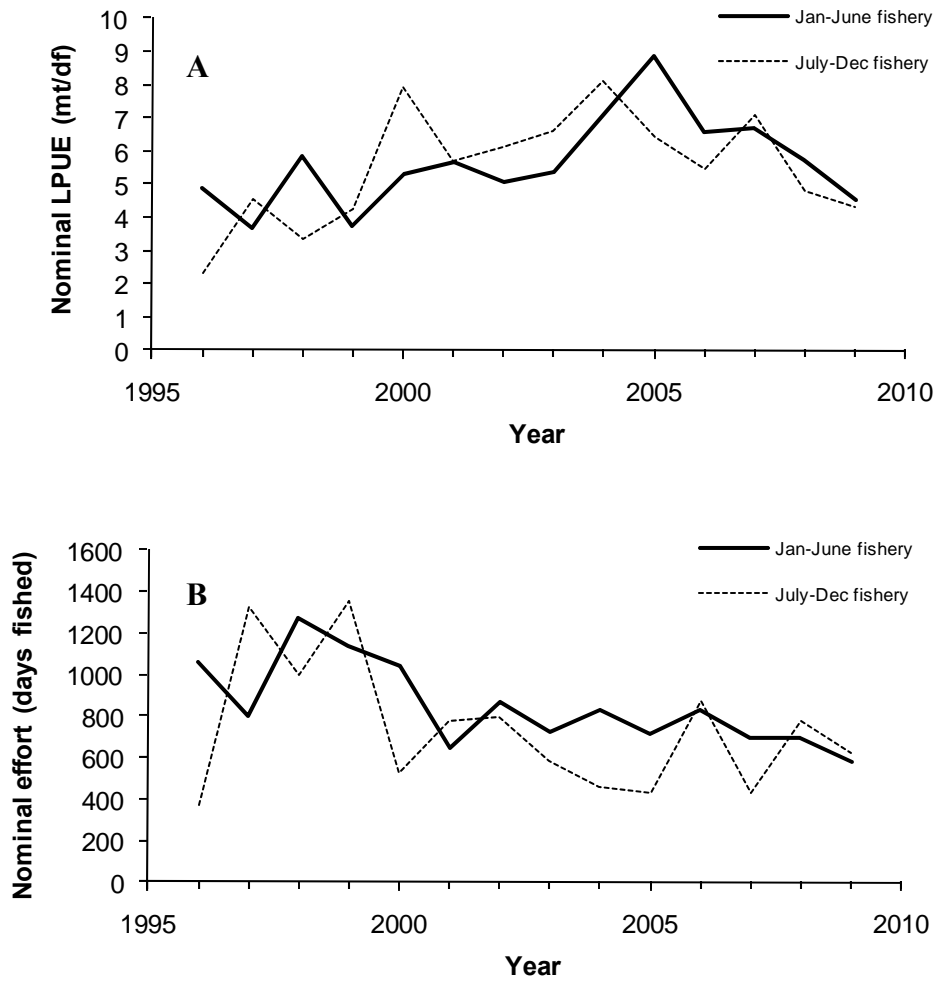 Nominal LPUE (mt/df)
10
9
8
7
6
5
4
3
2
1
0
A
Jan-June fishery
July-Dec fishery
1995
2000
2005
2010
Year
Nominal effort (days fished)
1600
1400
1200
1000
800
600
400
200
0
B
Jan-June fishery
July-Dec fishery
1995
2000
2005
2010
Year